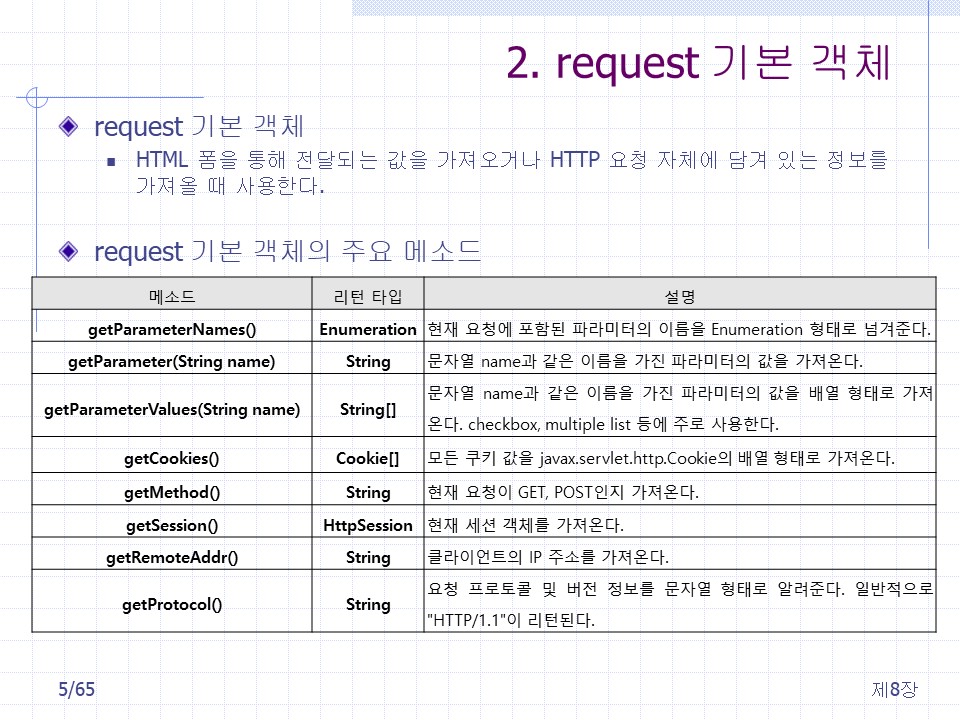 2. request 기본 객체
request 기본 객체
HTML 폼을 통해 전달되는 값을 가져오거나 HTTP 요청 자체에 담겨 있는 정보를
가져올 때 사용한다.
request 기본 객체의 주요 메소드
메소드 리턴 타입 설명
getParameterNames() Enumeration 현재 요청에 포함된 파라미터의 이름을 Enumeration 형태로 넘겨준다.
getParameter(String name) String 문자열 name과 같은 이름을 가진 파라미터의 값을 가져온다.
getParameterValues(String name) String[] 문자열 name과 같은 이름을 가진 파라미터의 값을 배열 형태로 가져
온다. checkbox, multiple list 등에 주로 사용한다.
getCookies() Cookie[] 모든 쿠키 값을 javax.servlet.http.Cookie의 배열 형태로 가져온다.
getMethod() String 현재 요청이 GET, POST인지 가져온다.
getSession() HttpSession 현재 세션 객체를 가져온다.
getRemoteAddr() String 클라이언트의 IP 주소를 가져온다.
getProtocol() String 요청 프로토콜 및 버전 정보를 문자열 형태로 알려준다. 일반적으로
"HTTP/1.1"이 리턴된다.
5/65 제8장